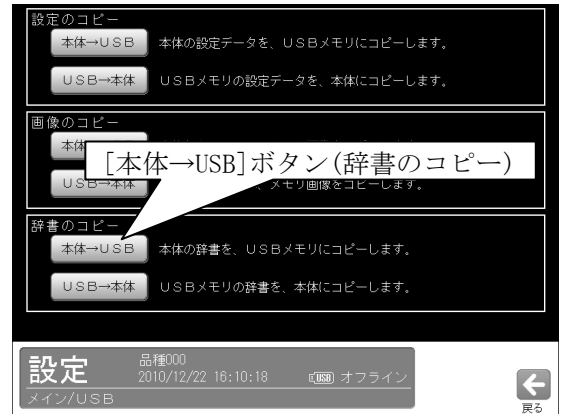 設定のコピー
本体→USB 本体の設定データを、USBメモリにコピーします。
USB→本体 USBメモリの設定データを、本体にコピーします。
画像のコピー
本体
[本体→USB]ボタン(辞書のコピー)
USB→本体 、メモリ画像をコピーします。
辞書のコピー
本体→USB 本体の辞書を、USBメモリにコピーします。
USB→本体 USBメモリの辞書を、本体にコピーします。
設定 品種000
2010/12/22 16:10:18 USB オフライン
メイン/USB
戻る